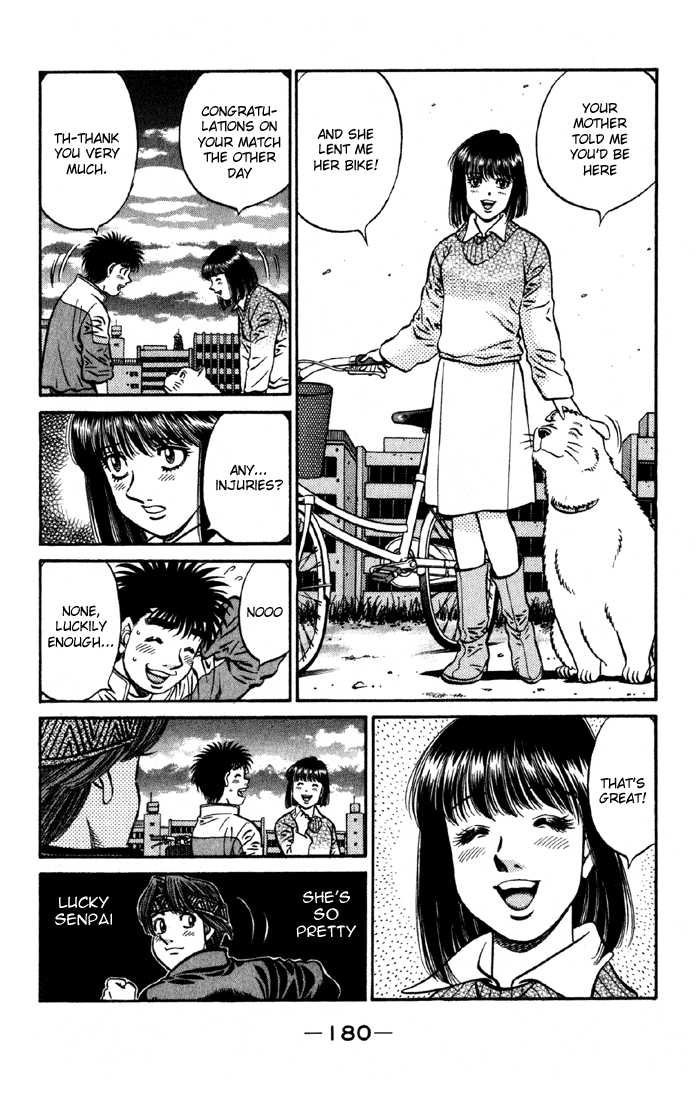 YOUR
MOTHER
TOLD ME
YOU'D BE
HERE
AND SHE
LENT ME
HER BIKE!
CONGRATU-
LATIONS ON
YOUR MATCH
THE OTHER
DAY
TH-THANK
YOU VERY
MUCH.
ANY...
INJURIES?
NOOO
NONE,
LUCKILY
ENOUGH...
THAT'S
GREAT!
SHE'S
SO
PRETTY
LUCKY
SENPAI
—180—